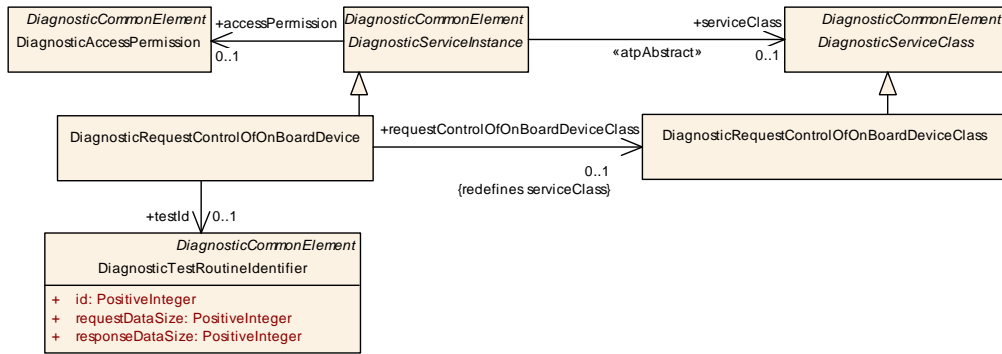 DiagnosticCommonElement
DiagnosticAccessPermission
+accessPermission
0..1
DiagnosticCommonElement
DiagnosticServiceInstance
+serviceClass
«atpAbstract»
0..1
DiagnosticCommonElement
DiagnosticServiceClass
DiagnosticRequestControlOfOnBoardDevice
+requestControlOfOnBoardDeviceClass
0..1
{redefines serviceClass}
DiagnosticRequestControlOfOnBoardDeviceClass
+testId
0..1
DiagnosticCommonElement
DiagnosticTestRoutineIdentifier
+ id: PositiveInteger
+ requestDataSize: PositiveInteger
+ responseDataSize: PositiveInteger